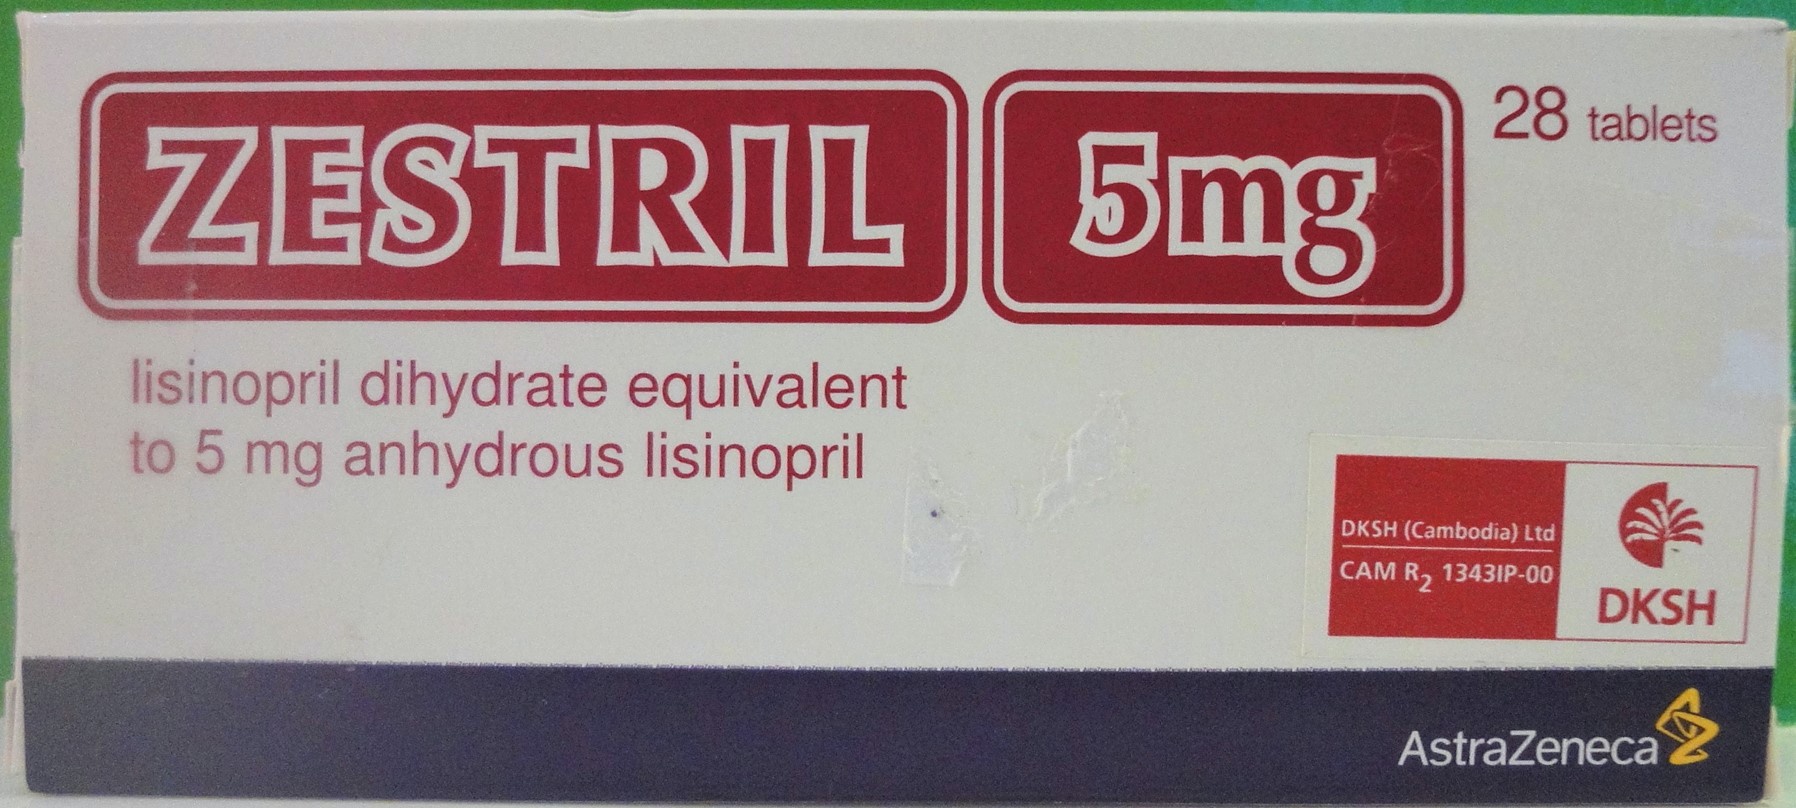 ZESTRIL 5mg 28 tablets
lisinopril dihydrate equivalent
to 5 mg anhydrous lisinopril
DKSH (Cambodia) Ltd
CAM R2 1343IP-00
DKSH
AstraZeneca